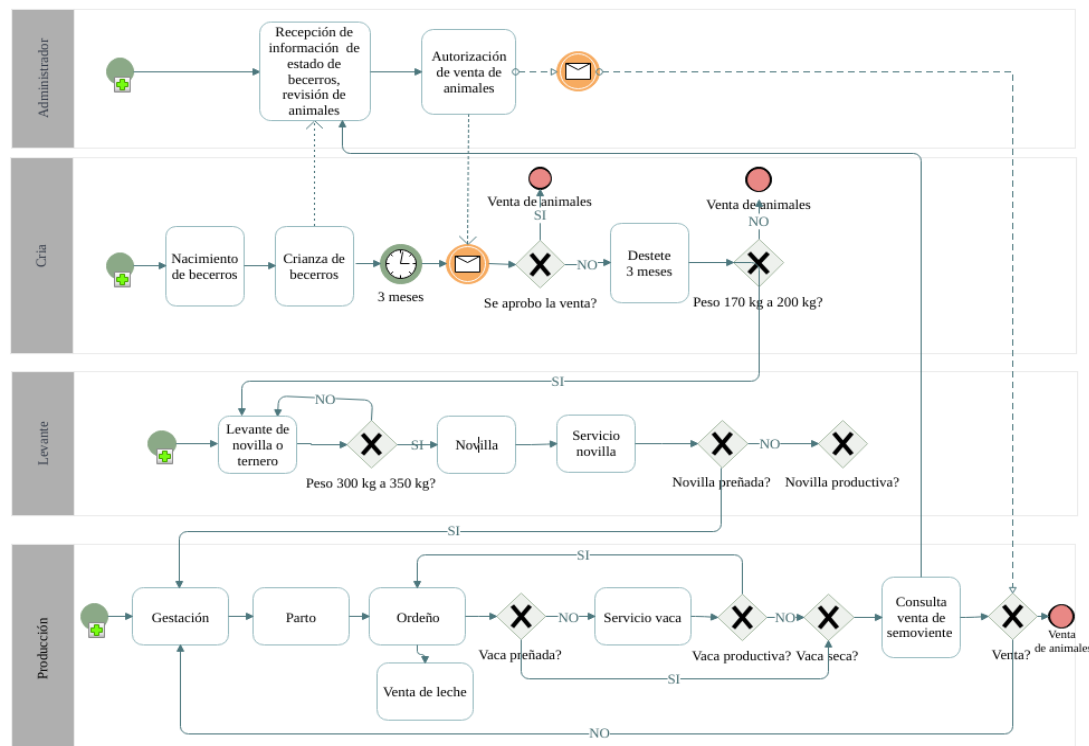 Administrador
Recepción de
información de
estado de
becerros,
revisión de
animales
Autorización
de venta de
animales
Cria
Nacimiento
de becerros
Crianza de
becerros
3 meses
Venta de animales
SI
Se aprobo la venta?
NO
Destete
3 meses
Venta de animales
NO
Peso 170 kg a 200 kg?
SI
Levante
Levante de
novilla o
ternero
NO
SI
Peso 300 kg a 350 kg?
Novilla
Servicio
novilla
Novilla preñada?
NO
Novilla productiva?
SI
Producción
Gestación
Parto
Ordeño
Venta de leche
SI
Vaca preñada?
NO
Servicio vaca
Vaca productiva?
NO
Vaca seca?
SI
Consulta
venta de
semoviente
Venta?
Venta
de animales
NO